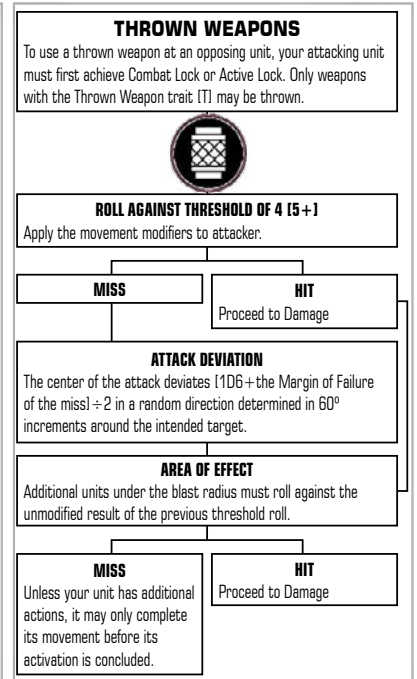 THROWN WEAPONS
To use a thrown weapon at an opposing unit, your attacking unit
must first achieve Combat Lock or Active Lock. Only weapons
with the Thrown Weapon trait [T] may be thrown.
ROLL AGAINST THRESHOLD OF 4 [5+]
Apply the movement modifiers to attacker.
MISS
HIT
Proceed to Damage
ATTACK DEVIATION
The center of the attack deviates [1D6+the Margin of Failure
of the miss]÷2 in a random direction determined in 60º
increments around the intended target.
AREA OF EFFECT
Additional units under the blast radius must roll against the
unmodified result of the previous threshold roll.
MISS
Unless your unit has additional
actions, it may only complete
its movement before its
activation is concluded.
HIT
Proceed to Damage